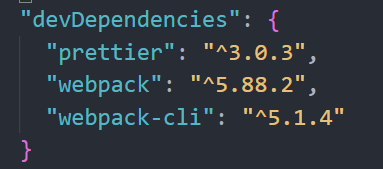 "devDependencies": {
"prettier": "^3.0.3",
"webpack": "^5.88.2",
"webpack-cli": "^5.1.4"
}